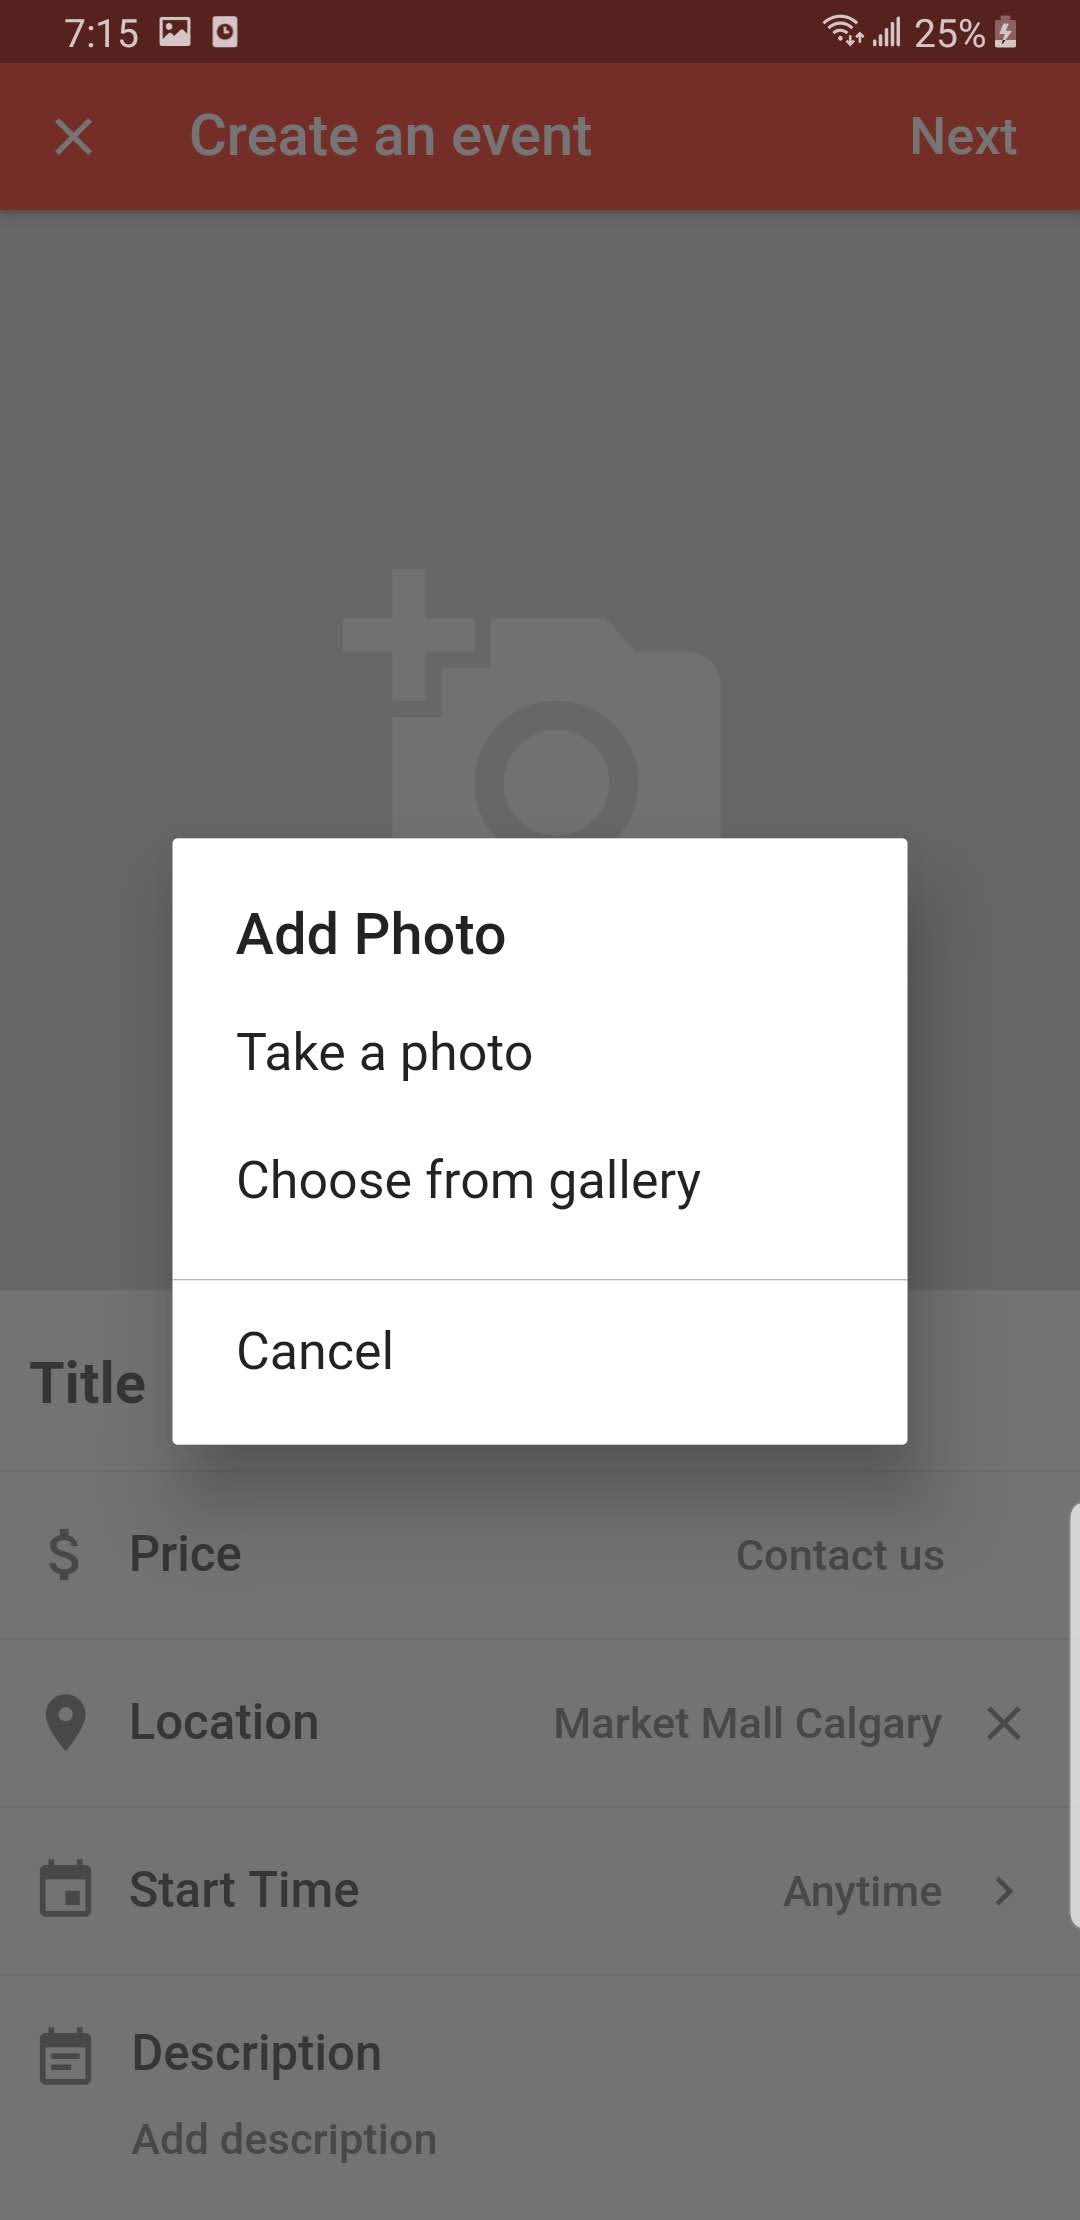 7:15 25%
Create an event Next
Add Photo
Take a photo
Choose from gallery
Cancel
Title
$ Price Contact us
Location Market Mall Calgary
Start Time Anytime
Description
Add description